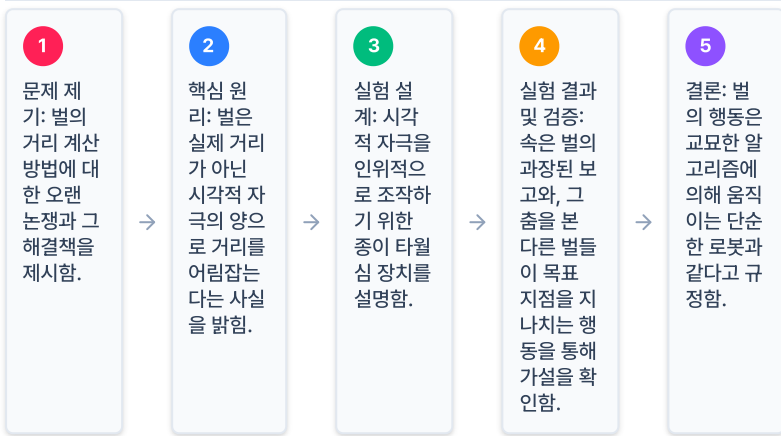 1
문제 제
기: 벌의
거리 계산
방법에 대
한 오랜
논쟁과 그
해결책을
제시함.
2
핵심 원
리: 벌은
실제 거리
가 아닌
시각적 자
극의 양으
로 거리를
어림잡는
다는 사실
을 밝힘.
3
실험 설
계: 시각
적 자극을
인위적으
로 조작하
기 위한
종이 타월
심 장치를
설명함.
4
실험 결과
및 검증:
속은 벌의
과장된 보
고와, 그
춤을 본
다른 벌들
이 목표
지점을 지
나치는 행
동을 통해
가설을 확
인함.
5
결론: 벌
의 행동은
교묘한 알
고리즘에
의해 움직
이는 단순
한 로봇과
같다고 규
정함.